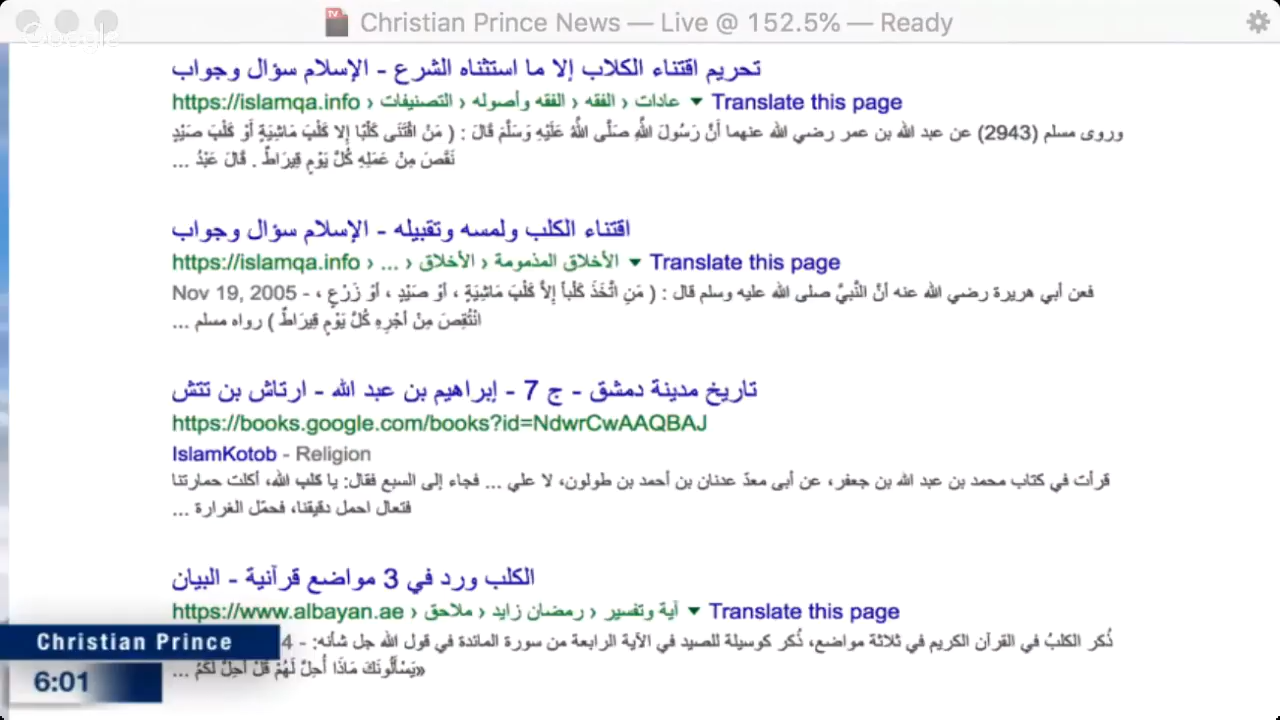 Christian Prince News — Live @ 152.5% — Ready
Google
تحريم اقتناء الكلاب إلا ما استثناه الشرع - الإسلام سؤال وجواب
https://islamqa.info › عادات › الفقه › الفقه وأصوله › التصنيفات ▼ Translate this page
وروى مسلم (2943) عن عبد الله بن عمر رضي الله عنهما أَنَّ رَسُولَ اللَّهِ صَلَّى اللَّهُ عَلَيْهِ وَسَلَّمَ قَالَ : ( مَنْ اقْتَنَى كَلْبًا إِلا كَلْبَ مَاشِيَةٍ أَوْ كَلْبَ صَيْدٍ
نَقَصَ مِنْ عَمَلِهِ كُلَّ يَوْمٍ قِيرَاطٌ . قَالَ عَبْدُ ...
اقتناء الكلب ولمسه وتقبيله - الإسلام سؤال وجواب
https://islamqa.info › ... › الأخلاق › الأخلاق المذمومة ▼ Translate this page
Nov 19, 2005 - فعن أبي هريرة رضي الله عنه أنَّ النَّبيَّ صلى الله عليه وسلم قال : ( مَنِ اتَّخَذَ كَلْباً إِلاَّ كَلْبَ مَاشِيَةٍ ، أَوْ صَيْدٍ ، أَوْ زَرْعٍ ،
انْتُقِصَ مِنْ أَجْرِهِ كُلَّ يَوْمٍ قِيرَاطٌ ) رواه مسلم ...
تاريخ مدينة دمشق - ج 7 - إبراهيم بن عبد الله - ارتاش بن تتش
https://books.google.com/books?id=NdwrCwAAQBAJ
IslamKotob - Religion
قرأت في كتاب محمد بن عبد الله بن جعفر، عن أبى معدّ عدنان بن أحمد بن طولون، لا علي ... فجاء إلى السبع فقال: يا كلب الله، أكلت حمارتنا
فتعال احمل دقيقنا، فحمّل الغرارة ...
الكلب ورد في 3 مواضع قرآنية - البيان
https://www.albayan.ae › ملاحق › رمضان زايد › آية وتفسير ▼ Translate this page
4 - ذُكر الكلبُ في القرآن الكريم في ثلاثة مواضع، ذُكر كوسيلة للصيد في الآية الرابعة من سورة المائدة في قول الله جل شأنه:
«يَسْأَلُونَكَ مَاذَا أُحِلَّ لَهُمْ قُلْ أُحِلَّ لَكُمُ ...
Christian Prince
6:01